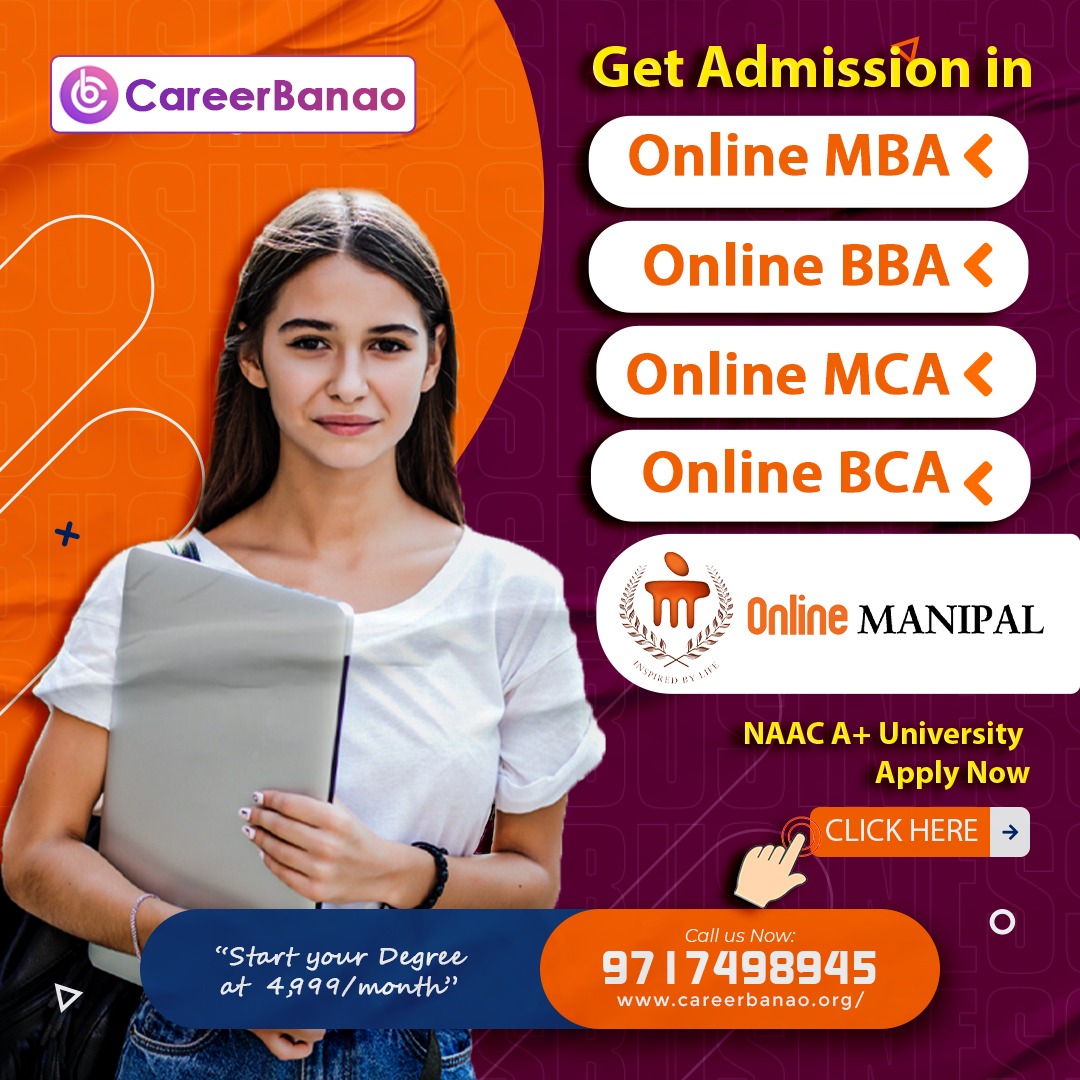 CareerBanao
Get Admission in
Online MBA
Online BBA
Online MCA
Online BCA
INSPIRED BY LIFE
Online MANIPAL
NAAC A+ University
Apply Now
CLICK HERE
“Start your Degree
at 4,999/month”
Call us Now:
9717498945
www.careerbanao.org/
BUSINESS